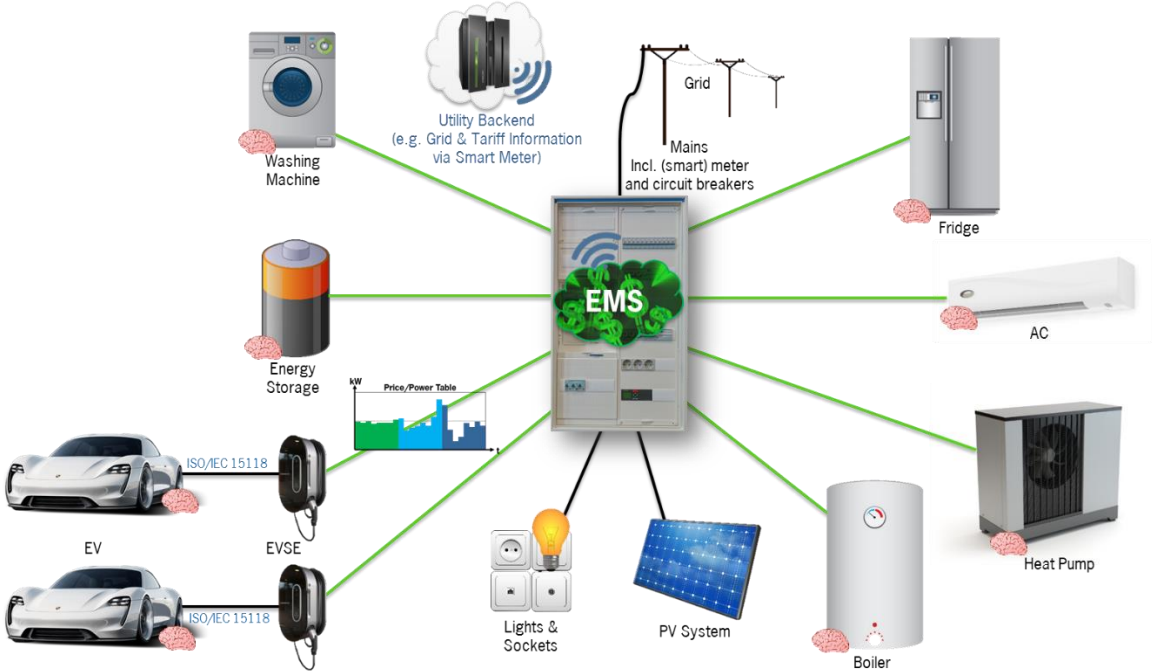 Utility Backend
(e.g. Grid & Tariff Information
via Smart Meter)
Grid
Mains
Incl. (smart) meter
and circuit breakers
Washing
Machine
Fridge
EMS
AC
Energy
Storage
kW
Price/Power Table
t
ISO/IEC 15118
EV
EVSE
Heat Pump
ISO/IEC 15118
Lights &
Sockets
PV System
Boiler